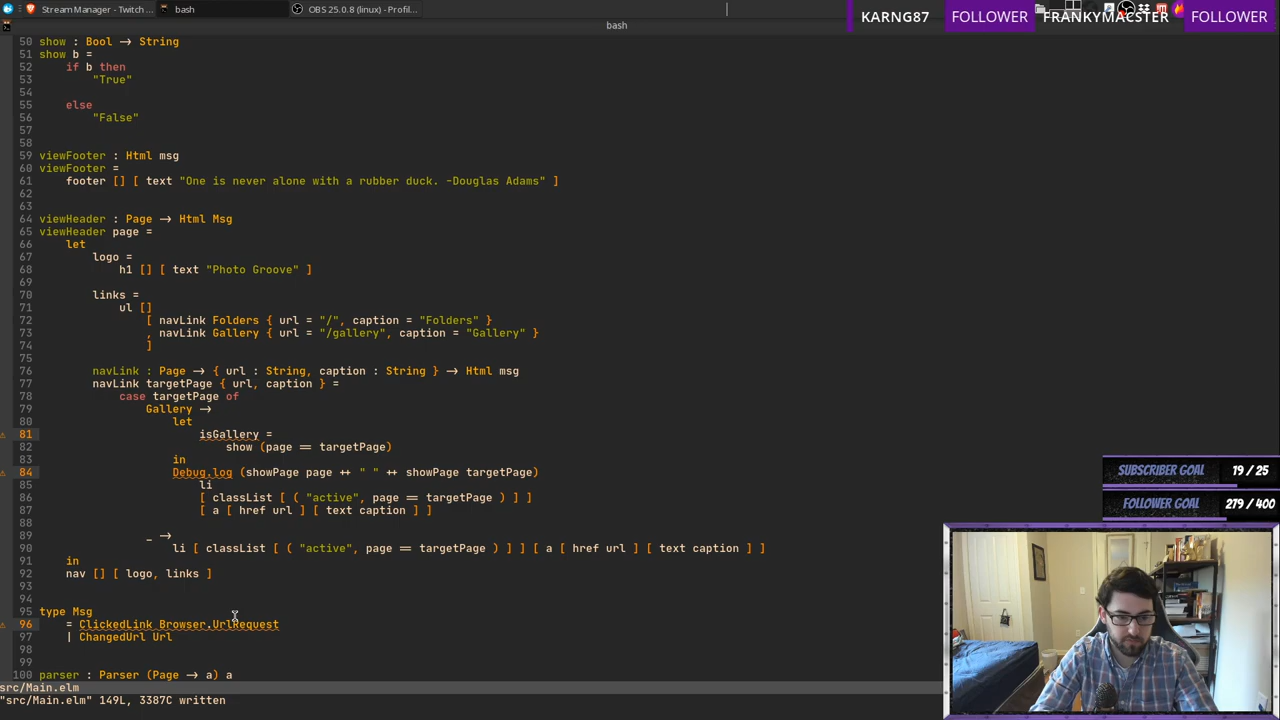 Stream Manager - Twitch ...
bash
OBS 25.0.8 (linux) - Profil...
bash
KARNG87 FOLLOWER FRANKYMACSTER FOLLOWER
50 show : Bool → String
51 show b =
52 if b then
53 "True"
54
55 else
56 "False"
57
58
59 viewFooter : Html msg
60 viewFooter =
61 footer [] [ text "One is never alone with a rubber duck. -Douglas Adams" ]
62
63
64 viewHeader : Page → Html Msg
65 viewHeader page =
66 let
67 logo =
68 h1 [] [ text "Photo Groove" ]
69
70 links =
71 ul []
72 [ navLink Folders { url = "/", caption = "Folders" }
73 , navLink Gallery { url = "/gallery", caption = "Gallery" }
74 ]
75
76 navLink : Page → { url : String, caption : String } → Html msg
77 navLink targetPage { url, caption } =
78 case targetPage of
79 Gallery →
80 let
81 isGallery =
82 show (page == targetPage)
83 in
84 Debug.log (showPage page ++ " " ++ showPage targetPage)
85 li
86 [ classList [ ( "active", page == targetPage ) ] ]
87 [ a [ href url ] [ text caption ] ]
88
89 _ →
90 li [ classList [ ( "active", page == targetPage ) ] ] [ a [ href url ] [ text caption ] ]
91 in
92 nav [] [ logo, links ]
93
94
95 type Msg
96 = ClickedLink Browser.UrlRequest
97 | ChangedUrl Url
98
99
100 parser : Parser (Page → a) a
src/Main.elm
"src/Main.elm" 149L, 3387C written
SUBSCRIBER GOAL 19 / 25
FOLLOWER GOAL 279 / 400